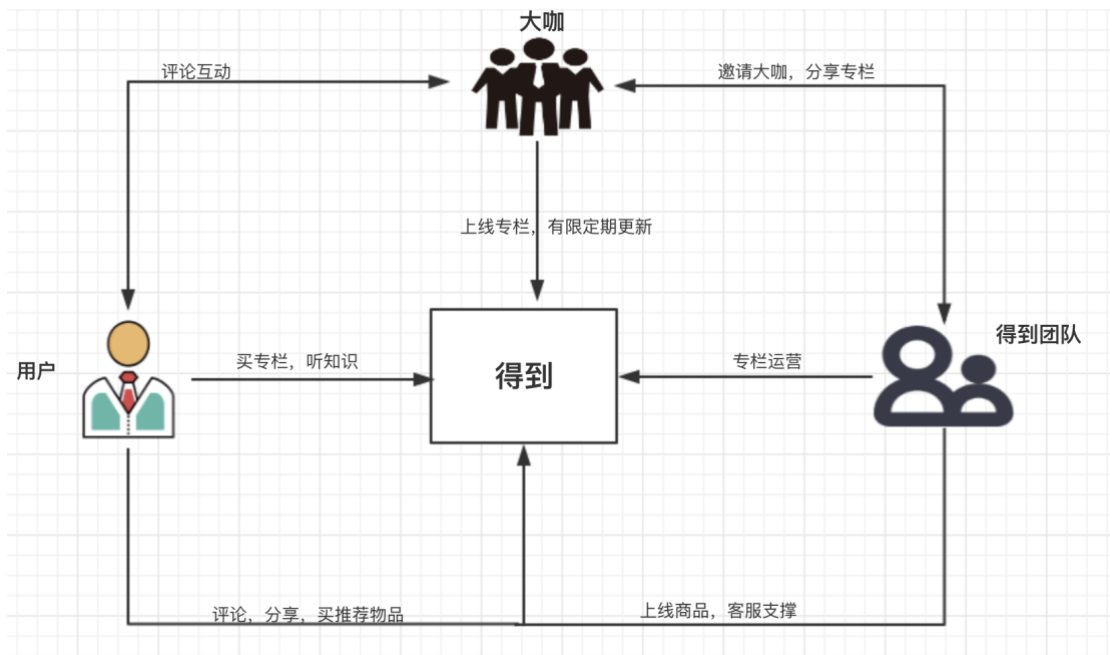 大咖
评论互动
邀请大咖，分享专栏
上线专栏，有限定期更新
得到团队
用户
买专栏，听知识
得到
专栏运营
评论，分享，买推荐物品
上线商品，客服支撑